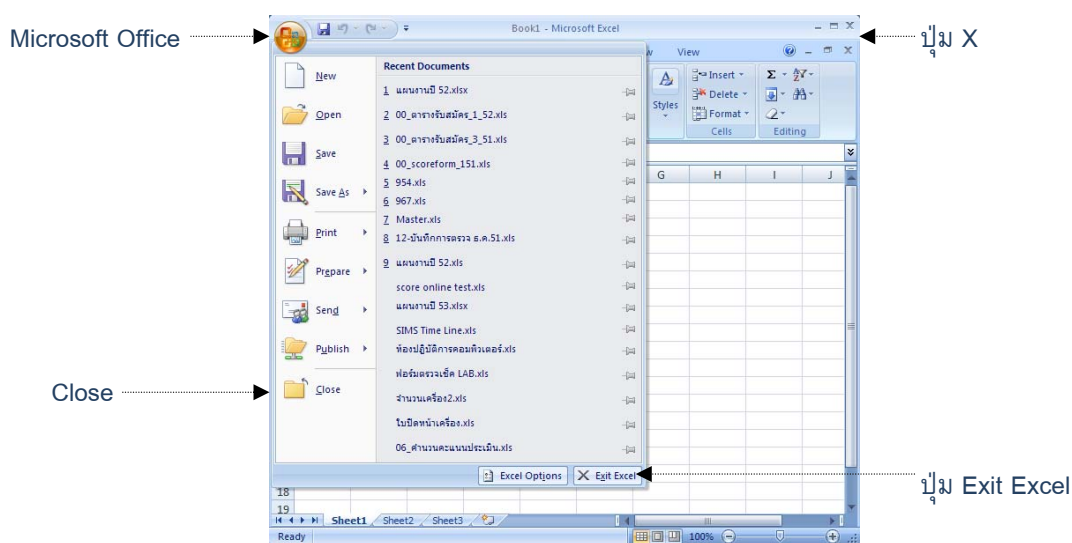 Book1 - Microsoft Excel
Microsoft Office
ปุ่ม X
View
New
Open
Save
Save As
Print
Prepare
Send
Publish
Close
Recent Documents
1 แผนงานปี 52.xlsx
2 00_ตารางรับสมัคร_1_52.xls
3 00_ตารางรับสมัคร_3_51.xls
4 00_scoreform_151.xls
5 954.xls
6 967.xls
7 Master.xls
8 12-บันทึกการตรวจ ธ.ค.51.xls
9 แผนงานปี 52.xls
score online test.xls
แผนงานปี 53.xlsx
SIMS Time Line.xls
ห้องปฏิบัติการคอมพิวเตอร์.xls
ฟอร์มตรวจเช็ค LAB.xls
จำนวนเครื่อง2.xls
ใบปิดหน้าเครื่อง.xls
06_คำนวนคะแนนประเมิน.xls
Styles
Insert
Delete
Format
Cells
Σ
Editing
G H I J
Close
Excel Options
Exit Excel
ปุ่ม Exit Excel
18
19
Sheet1 Sheet2 Sheet3
Ready
100%